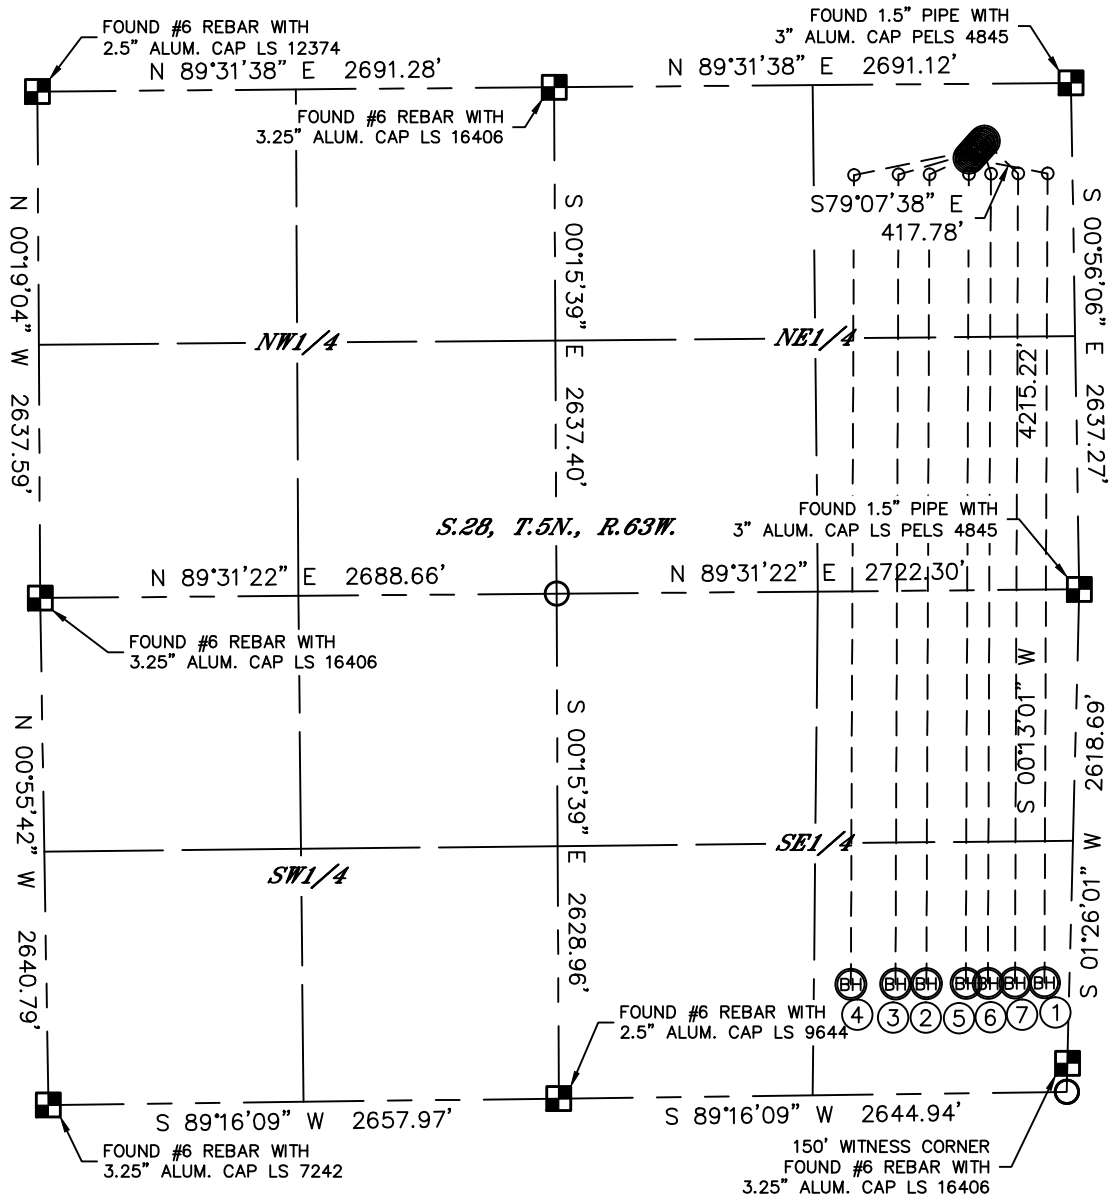 FOUND #6 REBAR WITH
2.5" ALUM. CAP LS 12374
FOUND 1.5" PIPE WITH
3" ALUM. CAP PELS 4845
N 89°31'38" E 2691.28'
N 89°31'38" E 2691.12'
FOUND #6 REBAR WITH
3.25" ALUM. CAP LS 16406
N 00°19'04" W 2637.59'
S 00°15'39" E 2637.40'
S79°07'38" E
417.78'
S 00°56'06" E 2637.27'
NW1/4
NE1/4
4215.22'
S.28, T.5N., R.63W.
FOUND 1.5" PIPE WITH
3" ALUM. CAP LS PELS 4845
N 89°31'22" E 2688.66'
N 89°31'22" E 2722.30'
FOUND #6 REBAR WITH
3.25" ALUM. CAP LS 16406
N 00°55'42" W 2640.79'
S 00°15'39" E 2628.96'
S 00°13'01" W
S 01°26'01" W 2618.69'
SW1/4
SE1/4
BH BH BH BH BH BH BH
4 3 2 5 6 7 1
FOUND #6 REBAR WITH
2.5" ALUM. CAP LS 9644
S 89°16'09" W 2657.97'
S 89°16'09" W 2644.94'
FOUND #6 REBAR WITH
3.25" ALUM. CAP LS 7242
150' WITNESS CORNER
FOUND #6 REBAR WITH
3.25" ALUM. CAP LS 16406